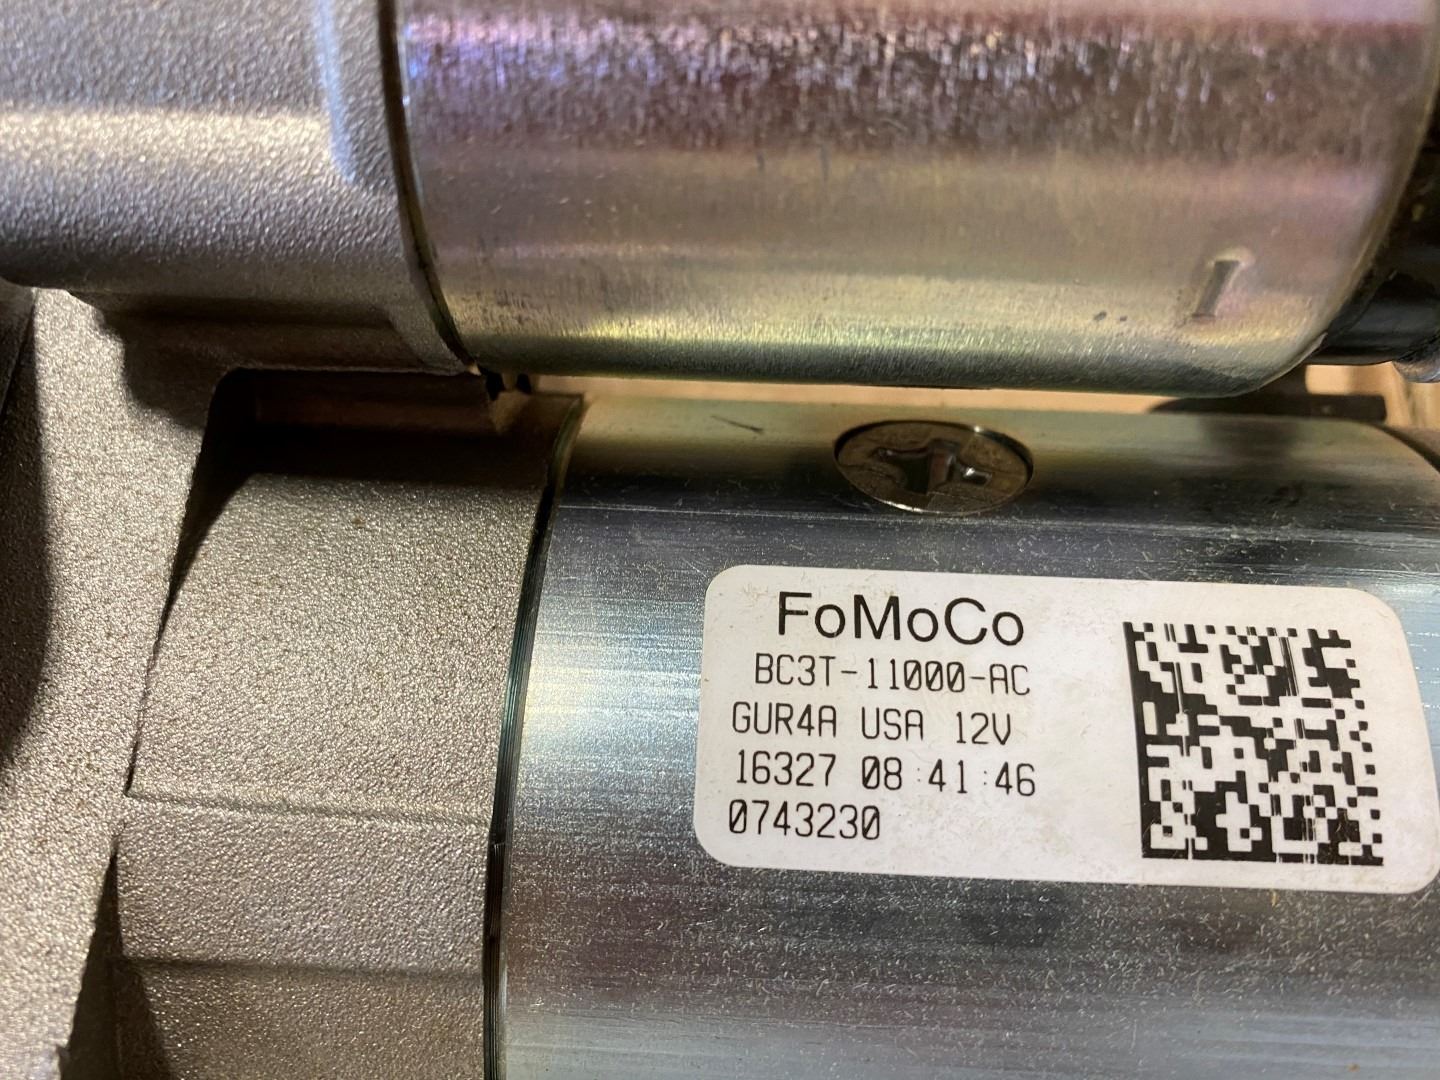 FoMoCo
BC3T-11000-AC
GUR4A USA 12V
16327 08:41:46
0743230